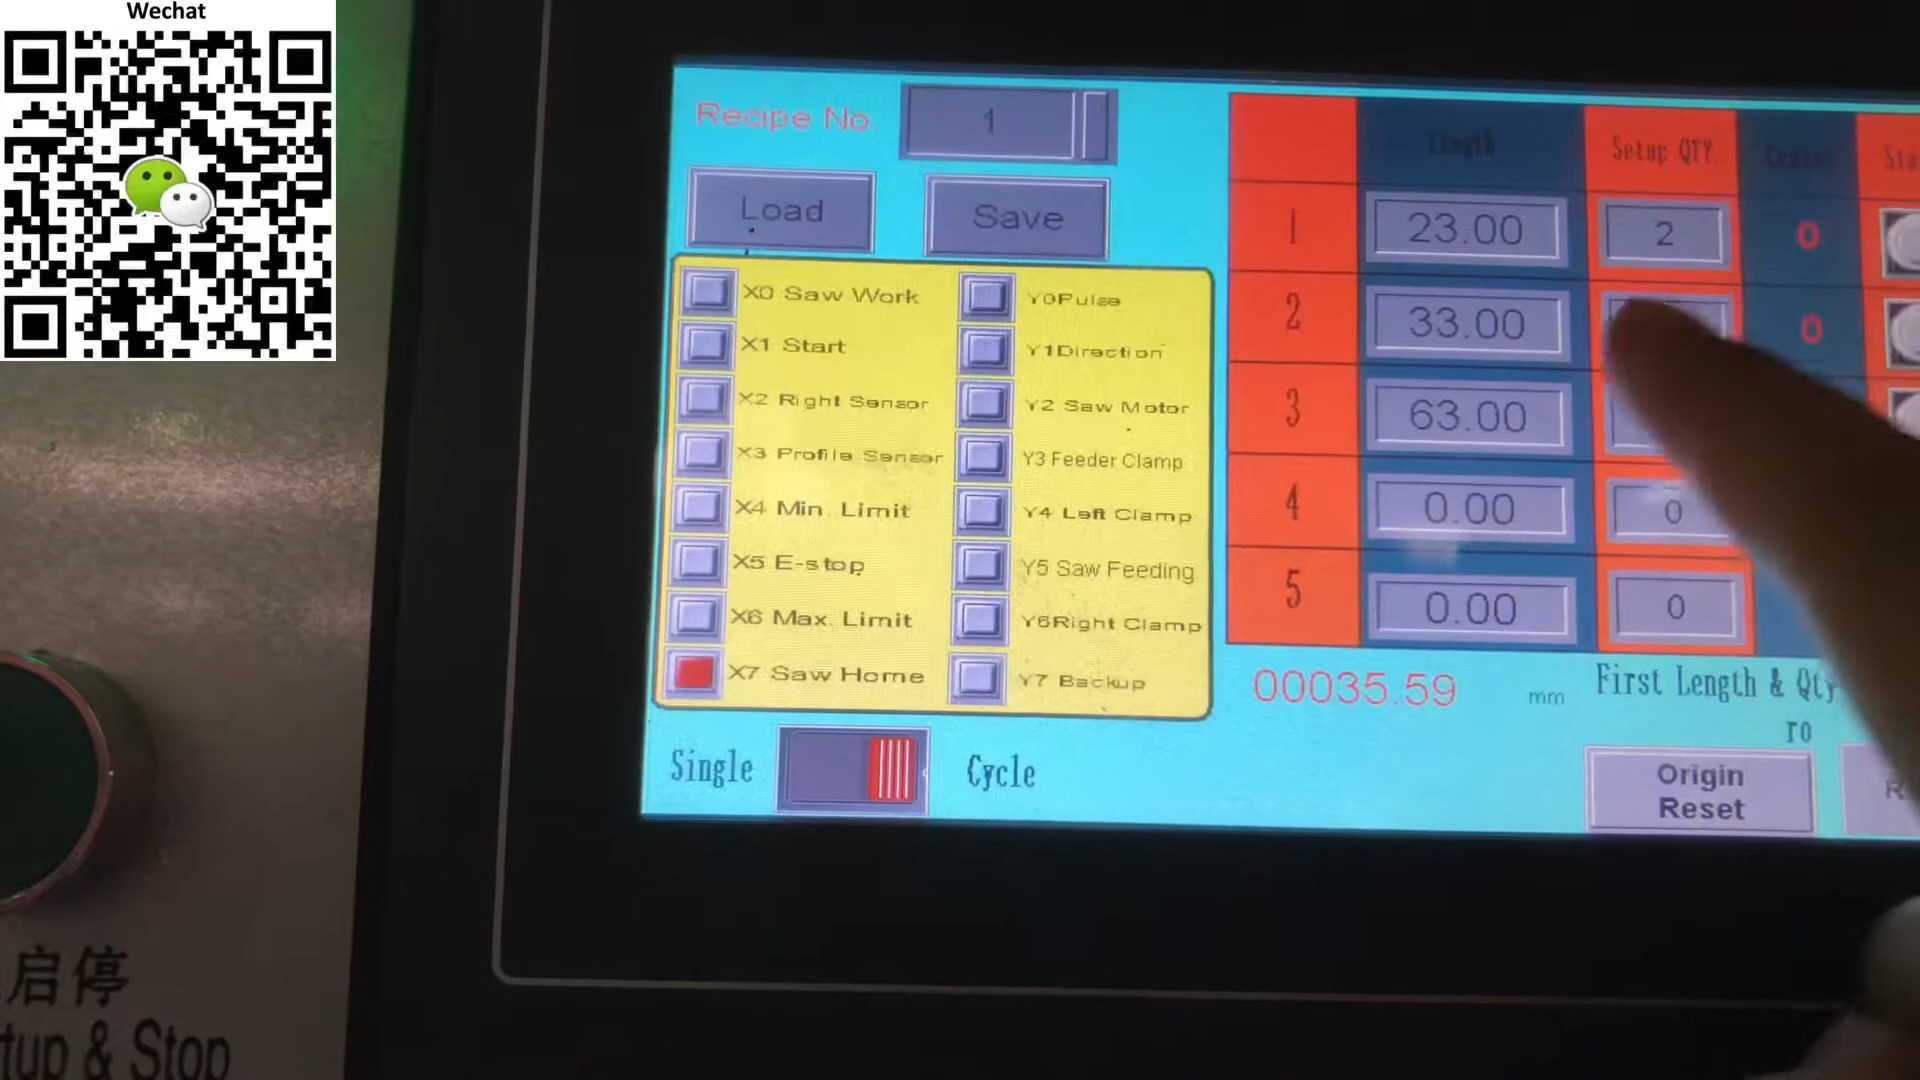 Wechat
Recipe No.
1
Load
Save
X0 Saw Work
Y0Pulse
X1 Start
Y1Direction
X2 Right Sensor
Y2 Saw Motor
X3 Profile Sensor
Y3 Feeder Clamp
X4 Min. Limit
Y4 Left Clamp
X5 E-stop
Y5 Saw Feeding
X6 Max. Limit
Y6Right Clamp
X7 Saw Home
Y7 Backup
Single
Cycle
Length
Setup QTY.
1
23.00
2
0
2
33.00
0
3
63.00
4
0.00
0
5
0.00
0
00035.59
mm
First Length & Qty
Origin
Reset
启停
& Stop